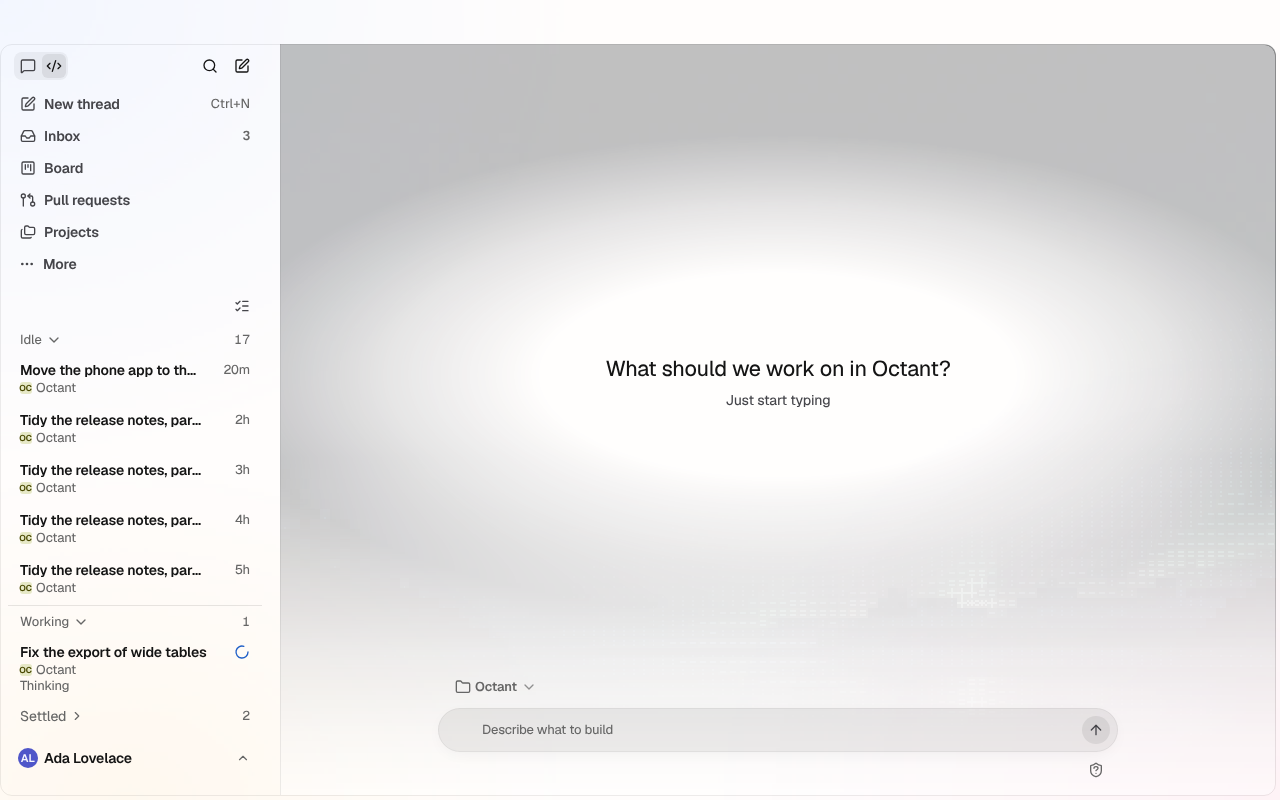 New thread Ctrl+N
Inbox 3
Board
Pull requests
Projects
More
Idle 17
Move the phone app to th... 20m
OC Octant
Tidy the release notes, par... 2h
OC Octant
Tidy the release notes, par... 3h
OC Octant
Tidy the release notes, par... 4h
OC Octant
Tidy the release notes, par... 5h
OC Octant
Working 1
Fix the export of wide tables
OC Octant
Thinking
Settled 2
AL Ada Lovelace
What should we work on in Octant?
Just start typing
Octant
Describe what to build